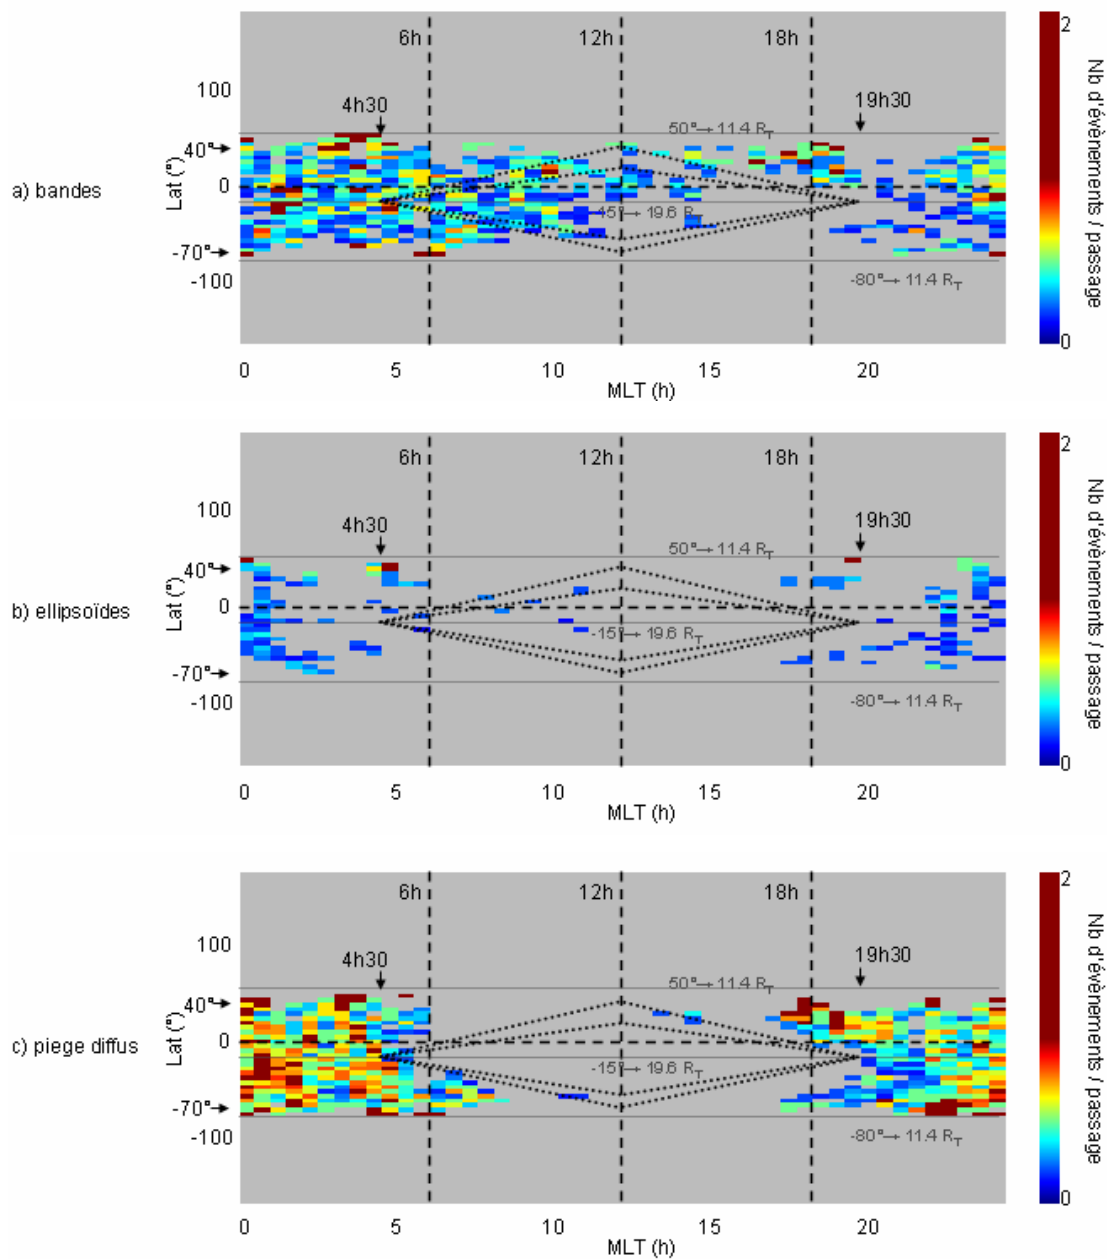 6h 12h 18h 2
100
4h30 19h30
50°→ 11.4 R_T
40°
a) bandes Lat (°) 0
-15° → 19.6 R_T
-70°
-100 -80°→ 11.4 R_T
0
Nb d'évènements / passage
0 5 10 15 20
MLT (h)
6h 12h 18h 2
100
4h30 19h30
50°→ 11.4 R_T
40°
b) ellipsoïdes Lat (°) 0
-15°→ 19.6 R_T
-70°
-100 -80°→ 11.4 R_T
0
Nb d'évènements / passage
0 5 10 15 20
MLT (h)
6h 12h 18h 2
100
4h30 19h30
50°→ 11.4 R_T
40°
c) piege diffus Lat (°) 0
-15°→ 19.6 R_T
-70°
-100 -80°→ 11.4 R_T
0
Nb d'évènements / passage
0 5 10 15 20
MLT (h)